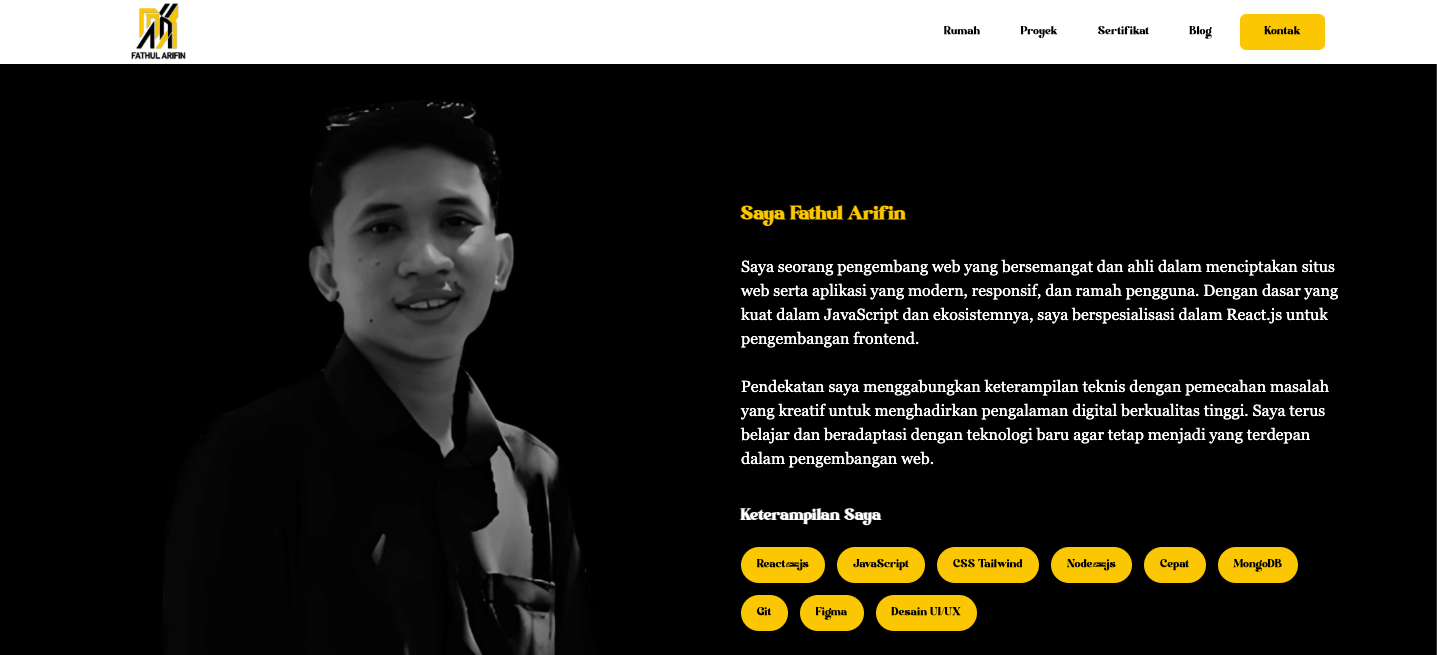 FATHUL ARIFIN
Rumah
Proyek
Sertifikat
Blog
Kontak
Saya Fathul Arifin
Saya seorang pengembang web yang bersemangat dan ahli dalam menciptakan situs
web serta aplikasi yang modern, responsif, dan ramah pengguna. Dengan dasar yang
kuat dalam JavaScript dan ekosistemnya, saya berspesialisasi dalam React.js untuk
pengembangan frontend.
Pendekatan saya menggabungkan keterampilan teknis dengan pemecahan masalah
yang kreatif untuk menghadirkan pengalaman digital berkualitas tinggi. Saya terus
belajar dan beradaptasi dengan teknologi baru agar tetap menjadi yang terdepan
dalam pengembangan web.
Keterampilan Saya
React.js
JavaScript
CSS Tailwind
Node.js
Cepat
MongoDB
Git
Figma
Desain UI/UX